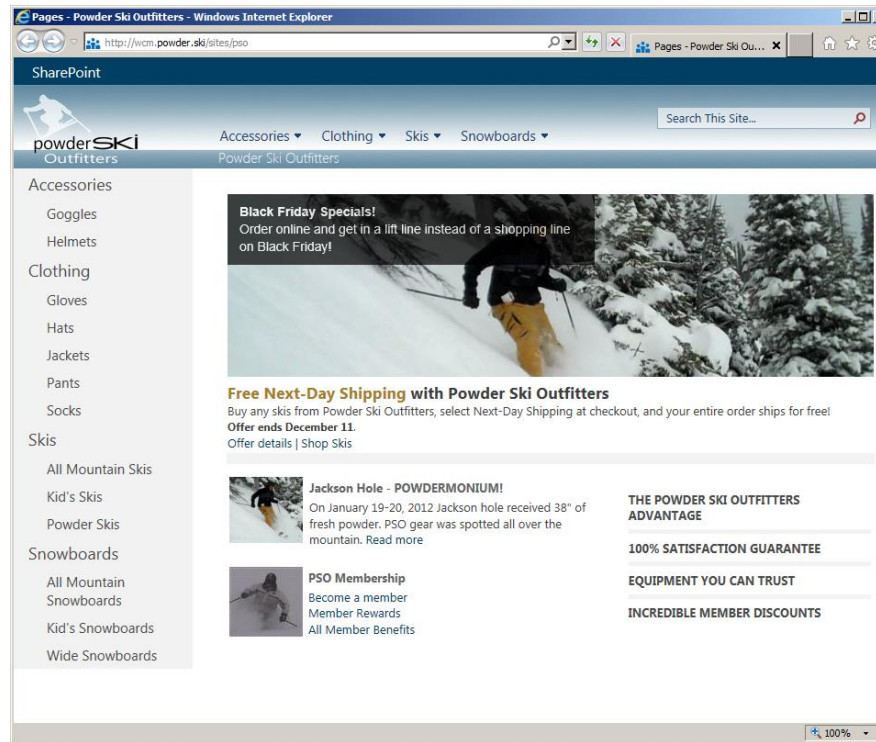 Pages - Powder Ski Outfitters - Windows Internet Explorer
http://wcm.powder.ski/sites/pso
Pages - Powder Ski Ou...
SharePoint
powderSKi
Outfitters
Accessories
Clothing
Skis
Snowboards
Search This Site...
Powder Ski Outfitters
Accessories
Goggles
Helmets
Clothing
Gloves
Hats
Jackets
Pants
Socks
Skis
All Mountain Skis
Kid's Skis
Powder Skis
Snowboards
All Mountain
Snowboards
Kid's Snowboards
Wide Snowboards
Black Friday Specials!
Order online and get in a lift line instead of a shopping line
on Black Friday!
Free Next-Day Shipping with Powder Ski Outfitters
Buy any skis from Powder Ski Outfitters, select Next-Day Shipping at checkout, and your entire order ships for free!
Offer ends December 11.
Offer details | Shop Skis
Jackson Hole - POWDERMONIUM!
On January 19-20, 2012 Jackson hole received 38" of
fresh powder. PSO gear was spotted all over the
mountain. Read more
PSO Membership
Become a member
Member Rewards
All Member Benefits
THE POWDER SKI OUTFITTERS
ADVANTAGE
100% SATISFACTION GUARANTEE
EQUIPMENT YOU CAN TRUST
INCREDIBLE MEMBER DISCOUNTS
100%